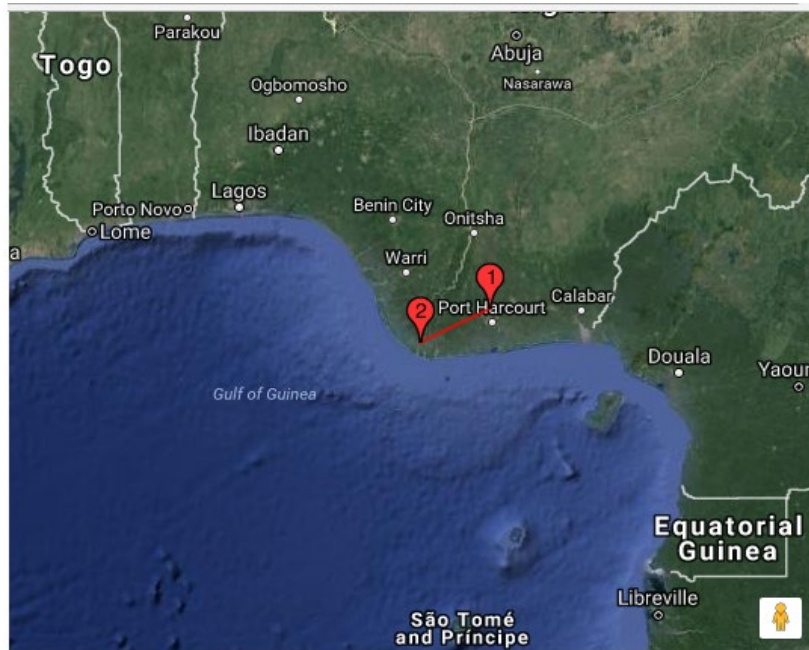 Parakou
Abuja
Togo
Nasarawa
Ogbomosho
Ibadan
Lagos
Benin City
Porto Novo
Onitsha
Lome
a
Warri
1
Calabar
2
Port Harcourt
Douala
Yaour
Gulf of Guinea
Equatorial
Guinea
Libreville
São Tomé
and Príncipe